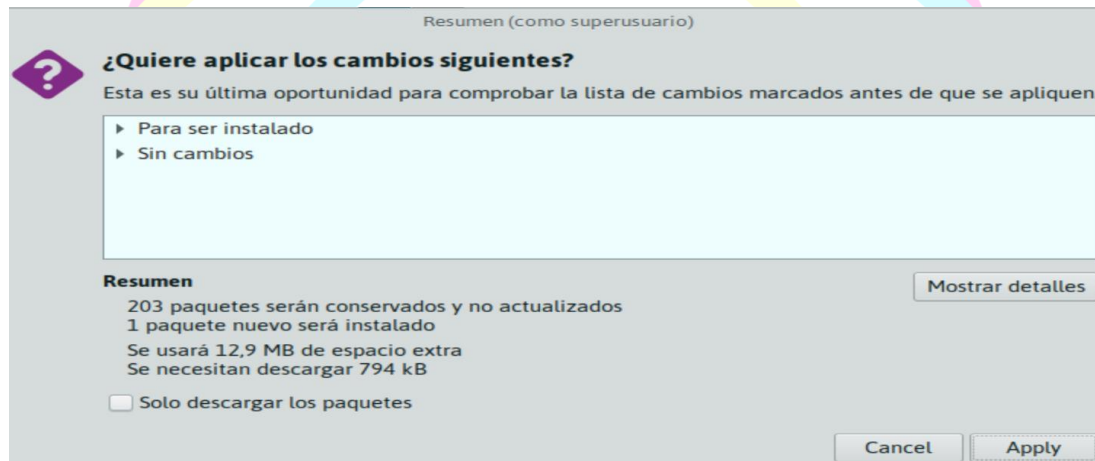 Resumen (como superusuario)
¿Quiere aplicar los cambios siguientes?
Esta es su última oportunidad para comprobar la lista de cambios marcados antes de que se apliquen
Para ser instalado
Sin cambios
Resumen
Mostrar detalles
203 paquetes serán conservados y no actualizados
1 paquete nuevo será instalado
Se usará 12,9 MB de espacio extra
Se necesitan descargar 794 kB
Solo descargar los paquetes
Cancel
Apply